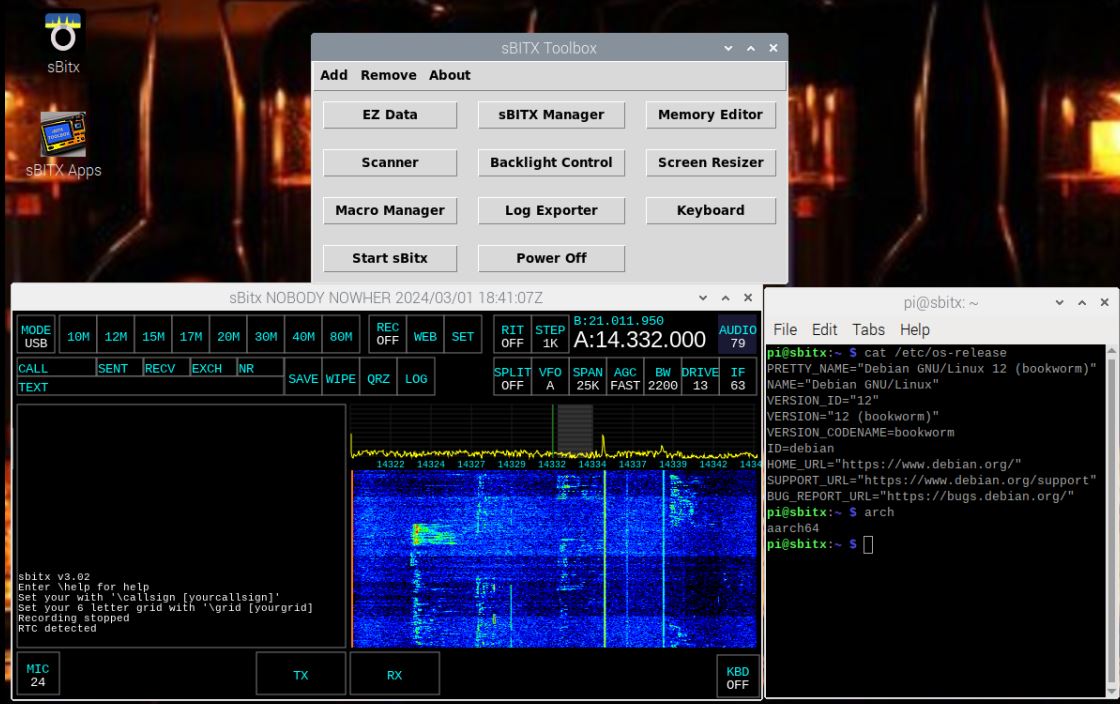 sBitx
sBITX Apps
sBITX Toolbox
Add Remove About
EZ Data sBITX Manager Memory Editor
Scanner Backlight Control Screen Resizer
Macro Manager Log Exporter Keyboard
Start sBitx Power Off
sBitx NOBODY NOWHER 2024/03/01 18:41:07Z
MODE USB
10M 12M 15M 17M 20M 30M 40M 80M
REC OFF
WEB SET
RIT OFF
STEP 1K
B:21.011.950
A:14.332.000
AUDIO 79
CALL SENT RECV EXCH NR
TEXT
SAVE WIPE QRZ LOG
SPLIT OFF
VFO A
SPAN 25K
AGC FAST
BW 2200
DRIVE 13
IF 63
14322 14324 14327 14329 14332 14334 14337 14339 14342 1434
sbitx v3.02
Enter \help for help
Set your with '\callsign [yourcallsign]'
Set your 6 letter grid with '\grid [yourgrid]
Recording stopped
RTC detected
MIC 24
TX
RX
KBD OFF
pi@sbitx: ~
File Edit Tabs Help
pi@sbitx:~ $ cat /etc/os-release
PRETTY_NAME="Debian GNU/Linux 12 (bookworm)"
NAME="Debian GNU/Linux"
VERSION_ID="12"
VERSION="12 (bookworm)"
VERSION_CODENAME=bookworm
ID=debian
HOME_URL="https://www.debian.org/"
SUPPORT_URL="https://www.debian.org/support"
BUG_REPORT_URL="https://bugs.debian.org/"
pi@sbitx:~ $ arch
aarch64
pi@sbitx:~ $